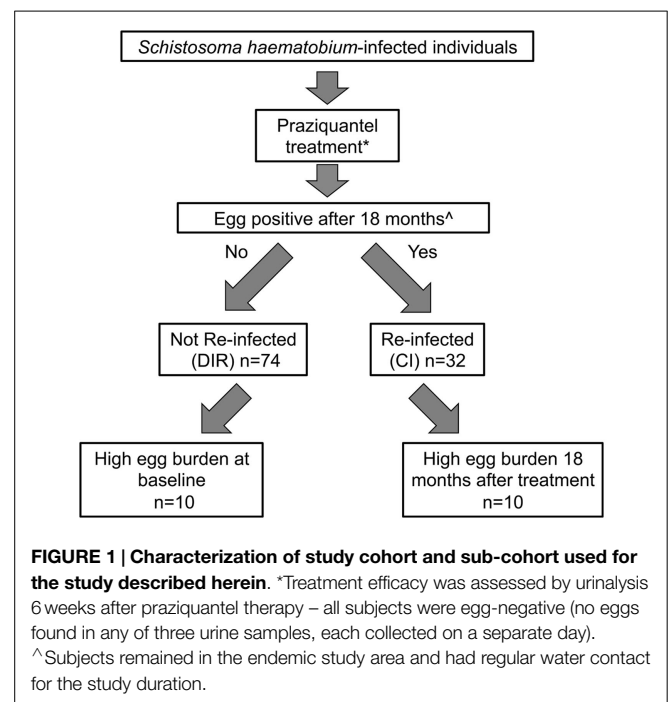 Schistosoma haematobium-infected individuals
Praziquantel
treatment*
Egg positive after 18 months^
No
Yes
Not Re-infected
(DIR) n=74
Re-infected
(CI) n=32
High egg burden at
baseline
n=10
High egg burden 18
months after treatment
n=10
FIGURE 1 | Characterization of study cohort and sub-cohort used for
the study described herein. *Treatment efficacy was assessed by urinalysis
6 weeks after praziquantel therapy – all subjects were egg-negative (no eggs
found in any of three urine samples, each collected on a separate day).
^Subjects remained in the endemic study area and had regular water contact
for the study duration.